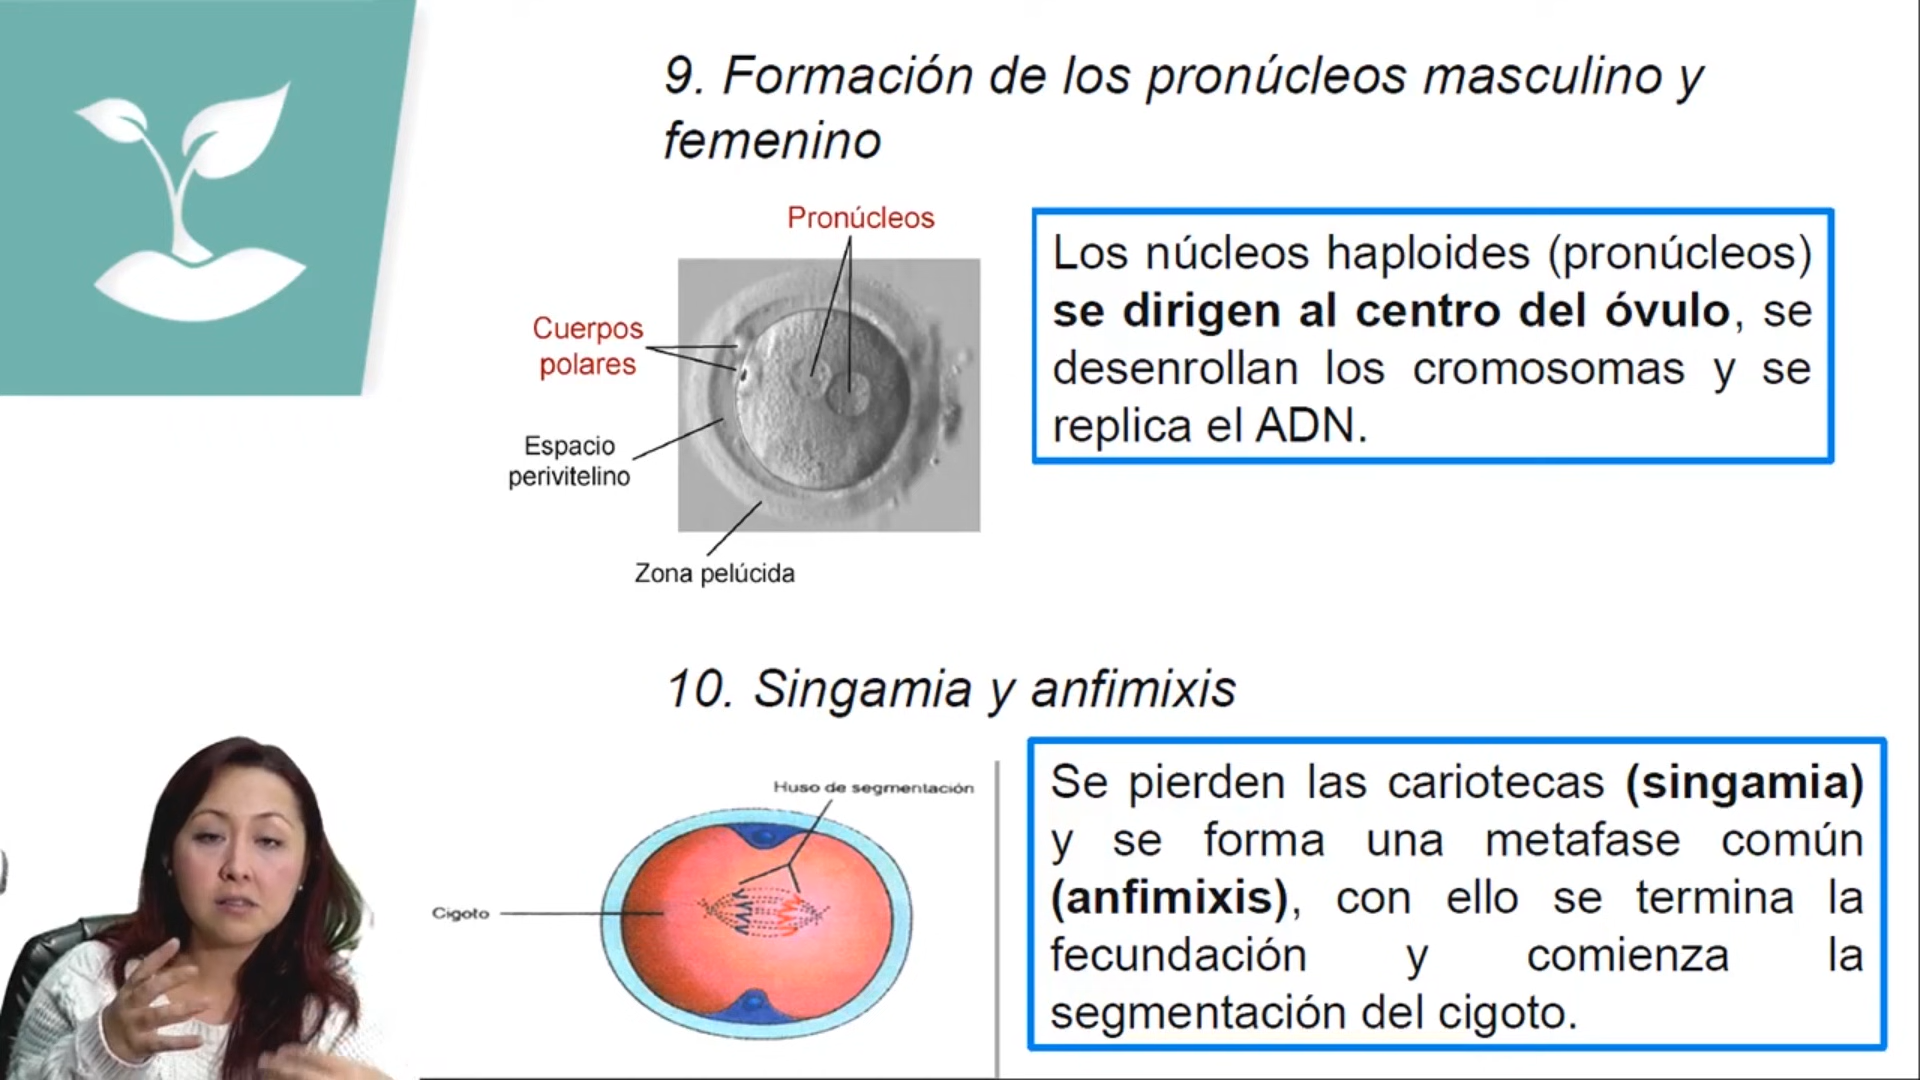 9. Formación de los pronúcleos masculino y
femenino
Pronúcleos
Cuerpos
polares
Espacio
perivitelino
Zona pelúcida
Los núcleos haploides (pronúcleos)
se dirigen al centro del óvulo, se
desenrollan los cromosomas y se
replica el ADN.
10. Singamia y anfimixis
Huso de segmentación
Cigoto
Se pierden las cariotecas (singamia)
y se forma una metafase común
(anfimixis), con ello se termina la
fecundación y comienza la
segmentación del cigoto.